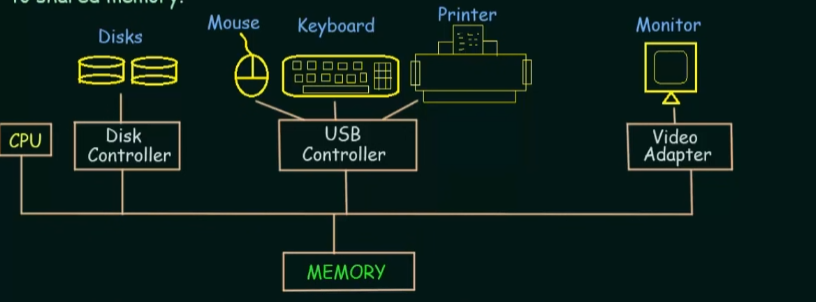 To shared memory.
Disks
Mouse
Keyboard
Printer
Monitor
CPU
Disk
Controller
USB
Controller
Video
Adapter
MEMORY